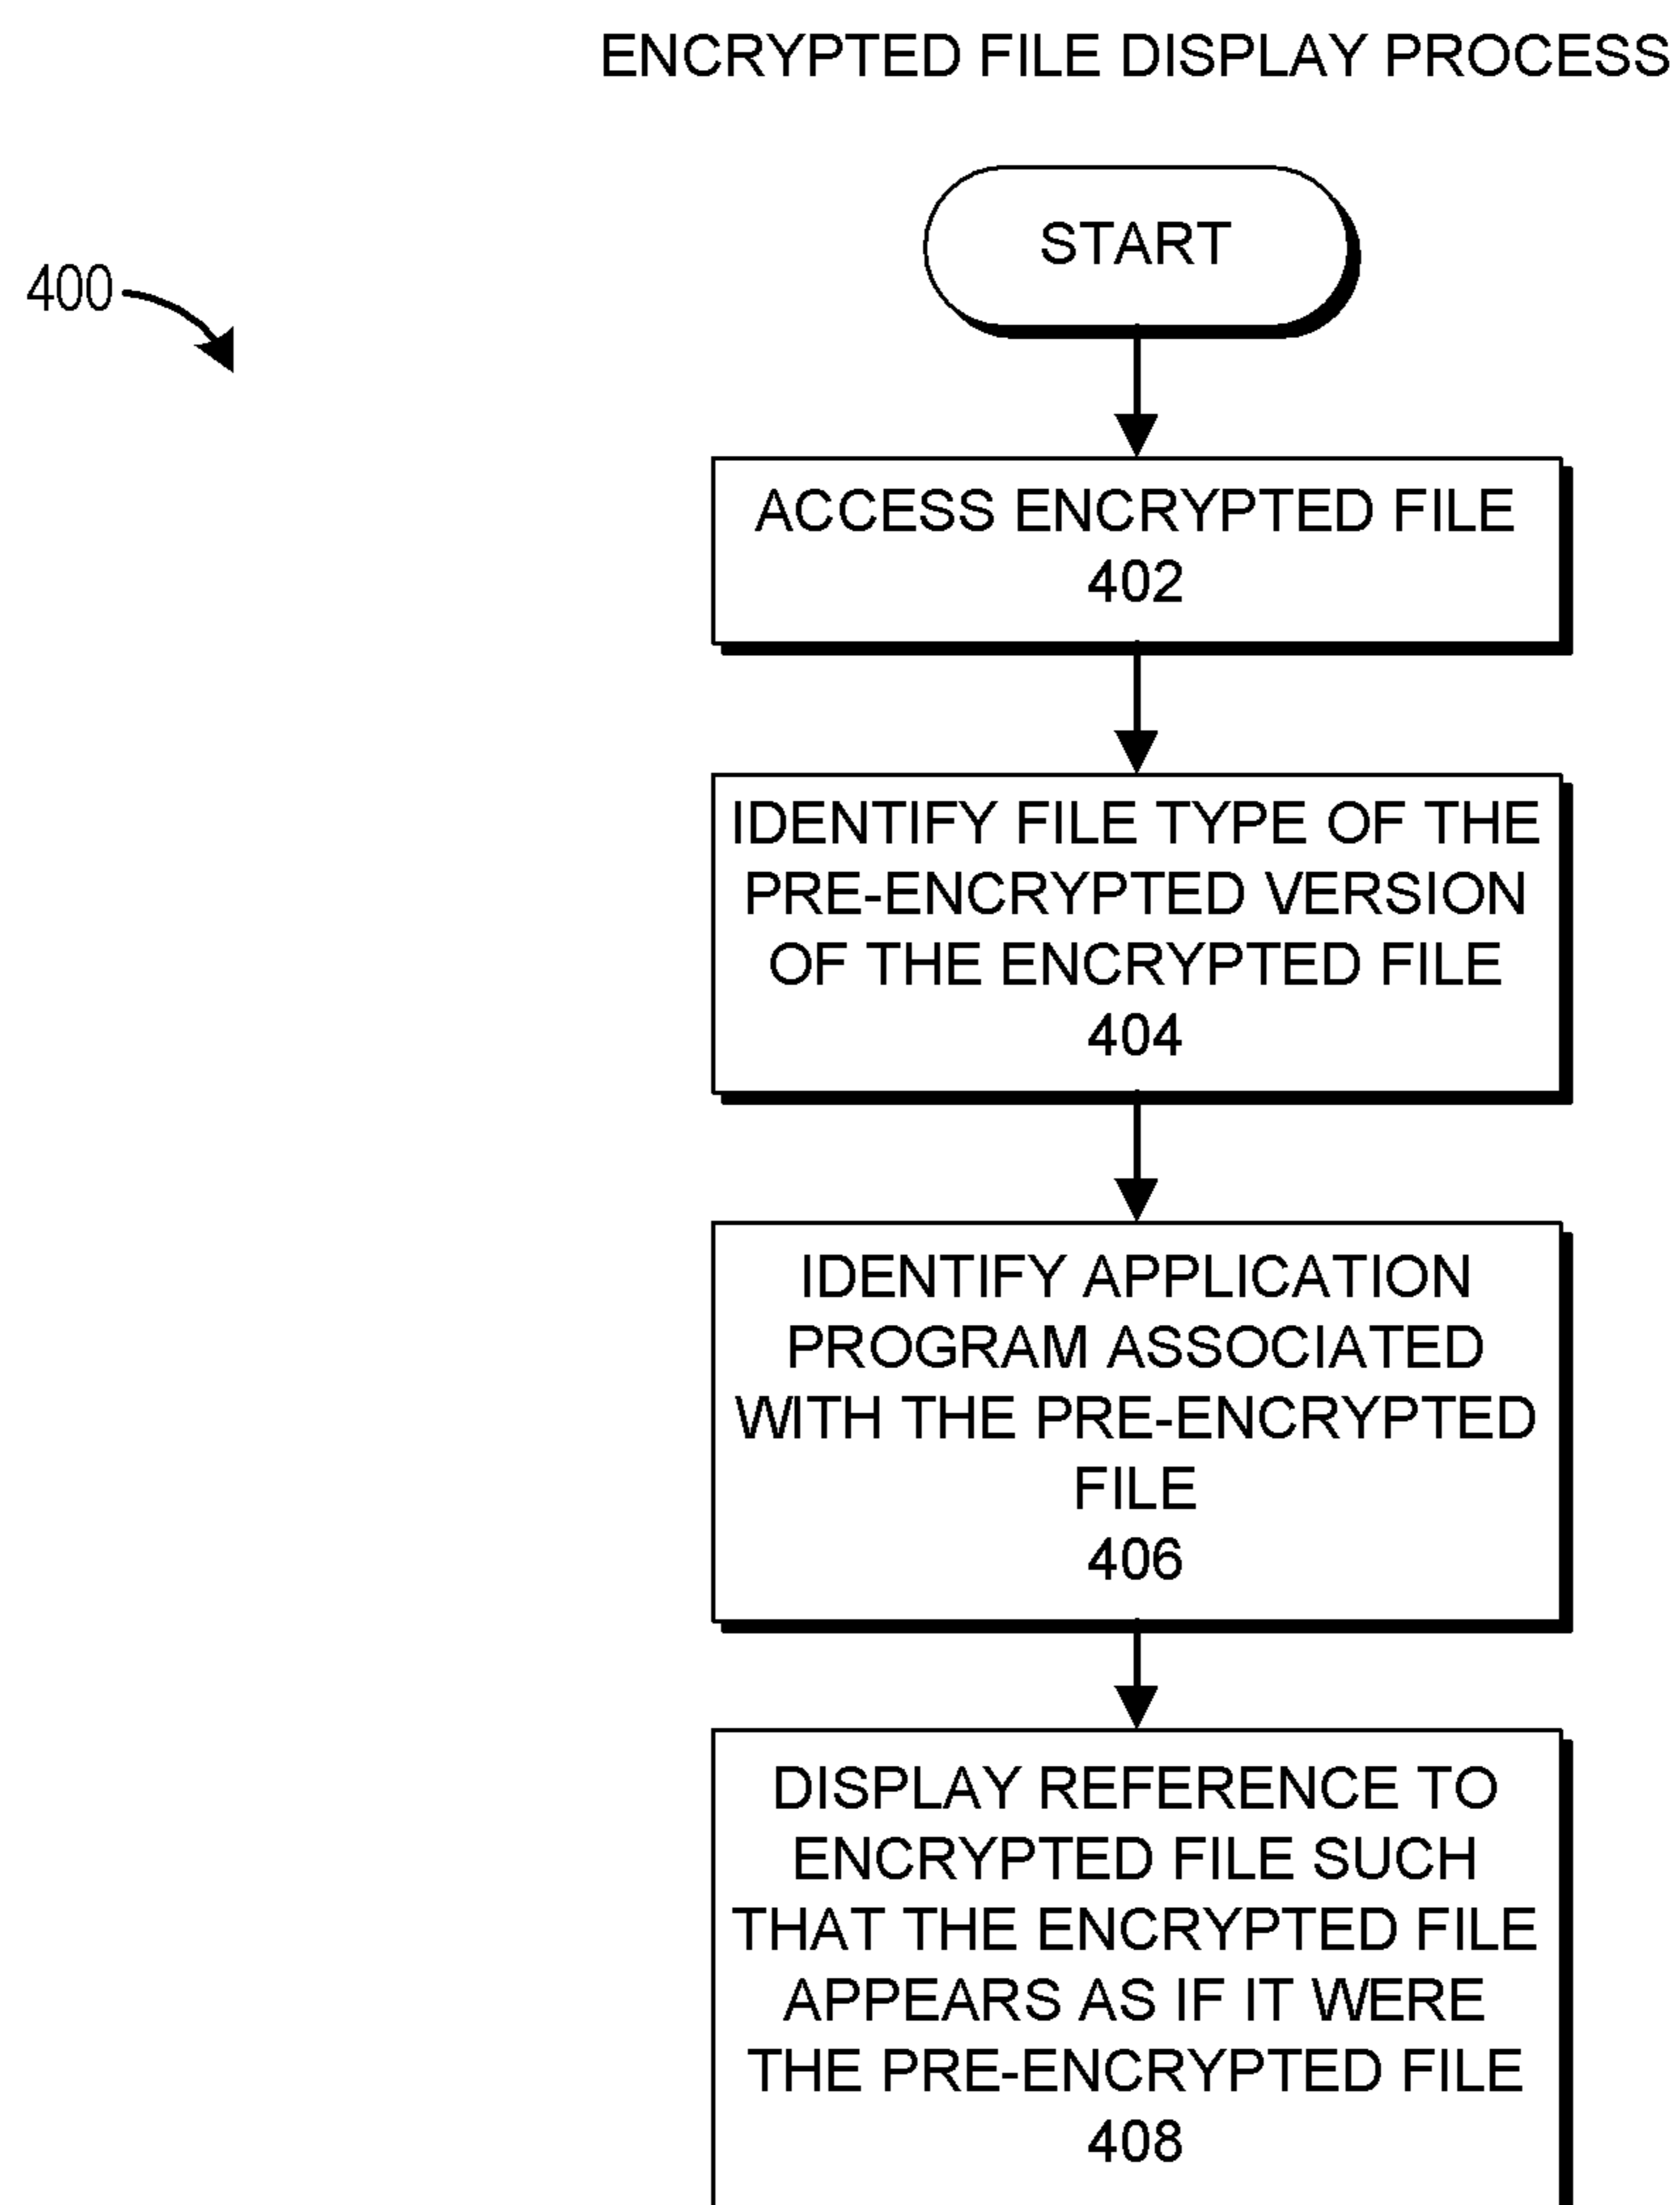 ENCRYPTED FILE DISPLAY PROCESS
START
400
ACCESS ENCRYPTED FILE
402
IDENTIFY FILE TYPE OF THE
PRE-ENCRYPTED VERSION
OF THE ENCRYPTED FILE
404
IDENTIFY APPLICATION
PROGRAM ASSOCIATED
WITH THE PRE-ENCRYPTED
FILE
406
DISPLAY REFERENCE TO
ENCRYPTED FILE SUCH
THAT THE ENCRYPTED FILE
APPEARS AS IF IT WERE
THE PRE-ENCRYPTED FILE
408